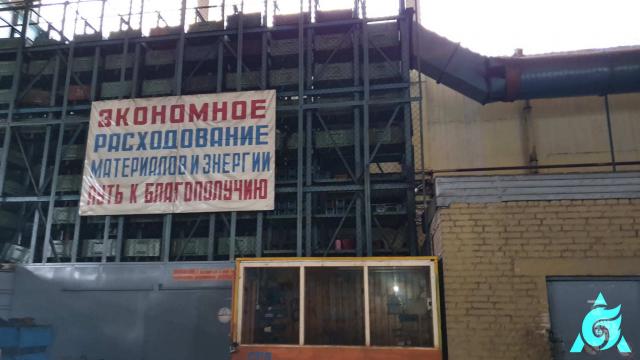 ЭКОНОМНОЕ
РАСХОДОВАНИЕ
МАТЕРИАЛОВ И ЭНЕРГИИ
ПУТЬ К БЛАГОПОЛУЧИЮ